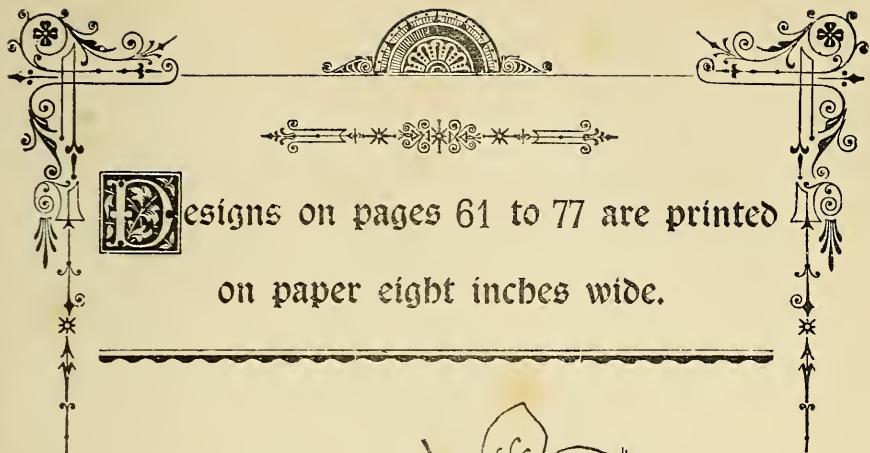 Designs on pages 61 to 77 are printed
on paper eight inches wide.